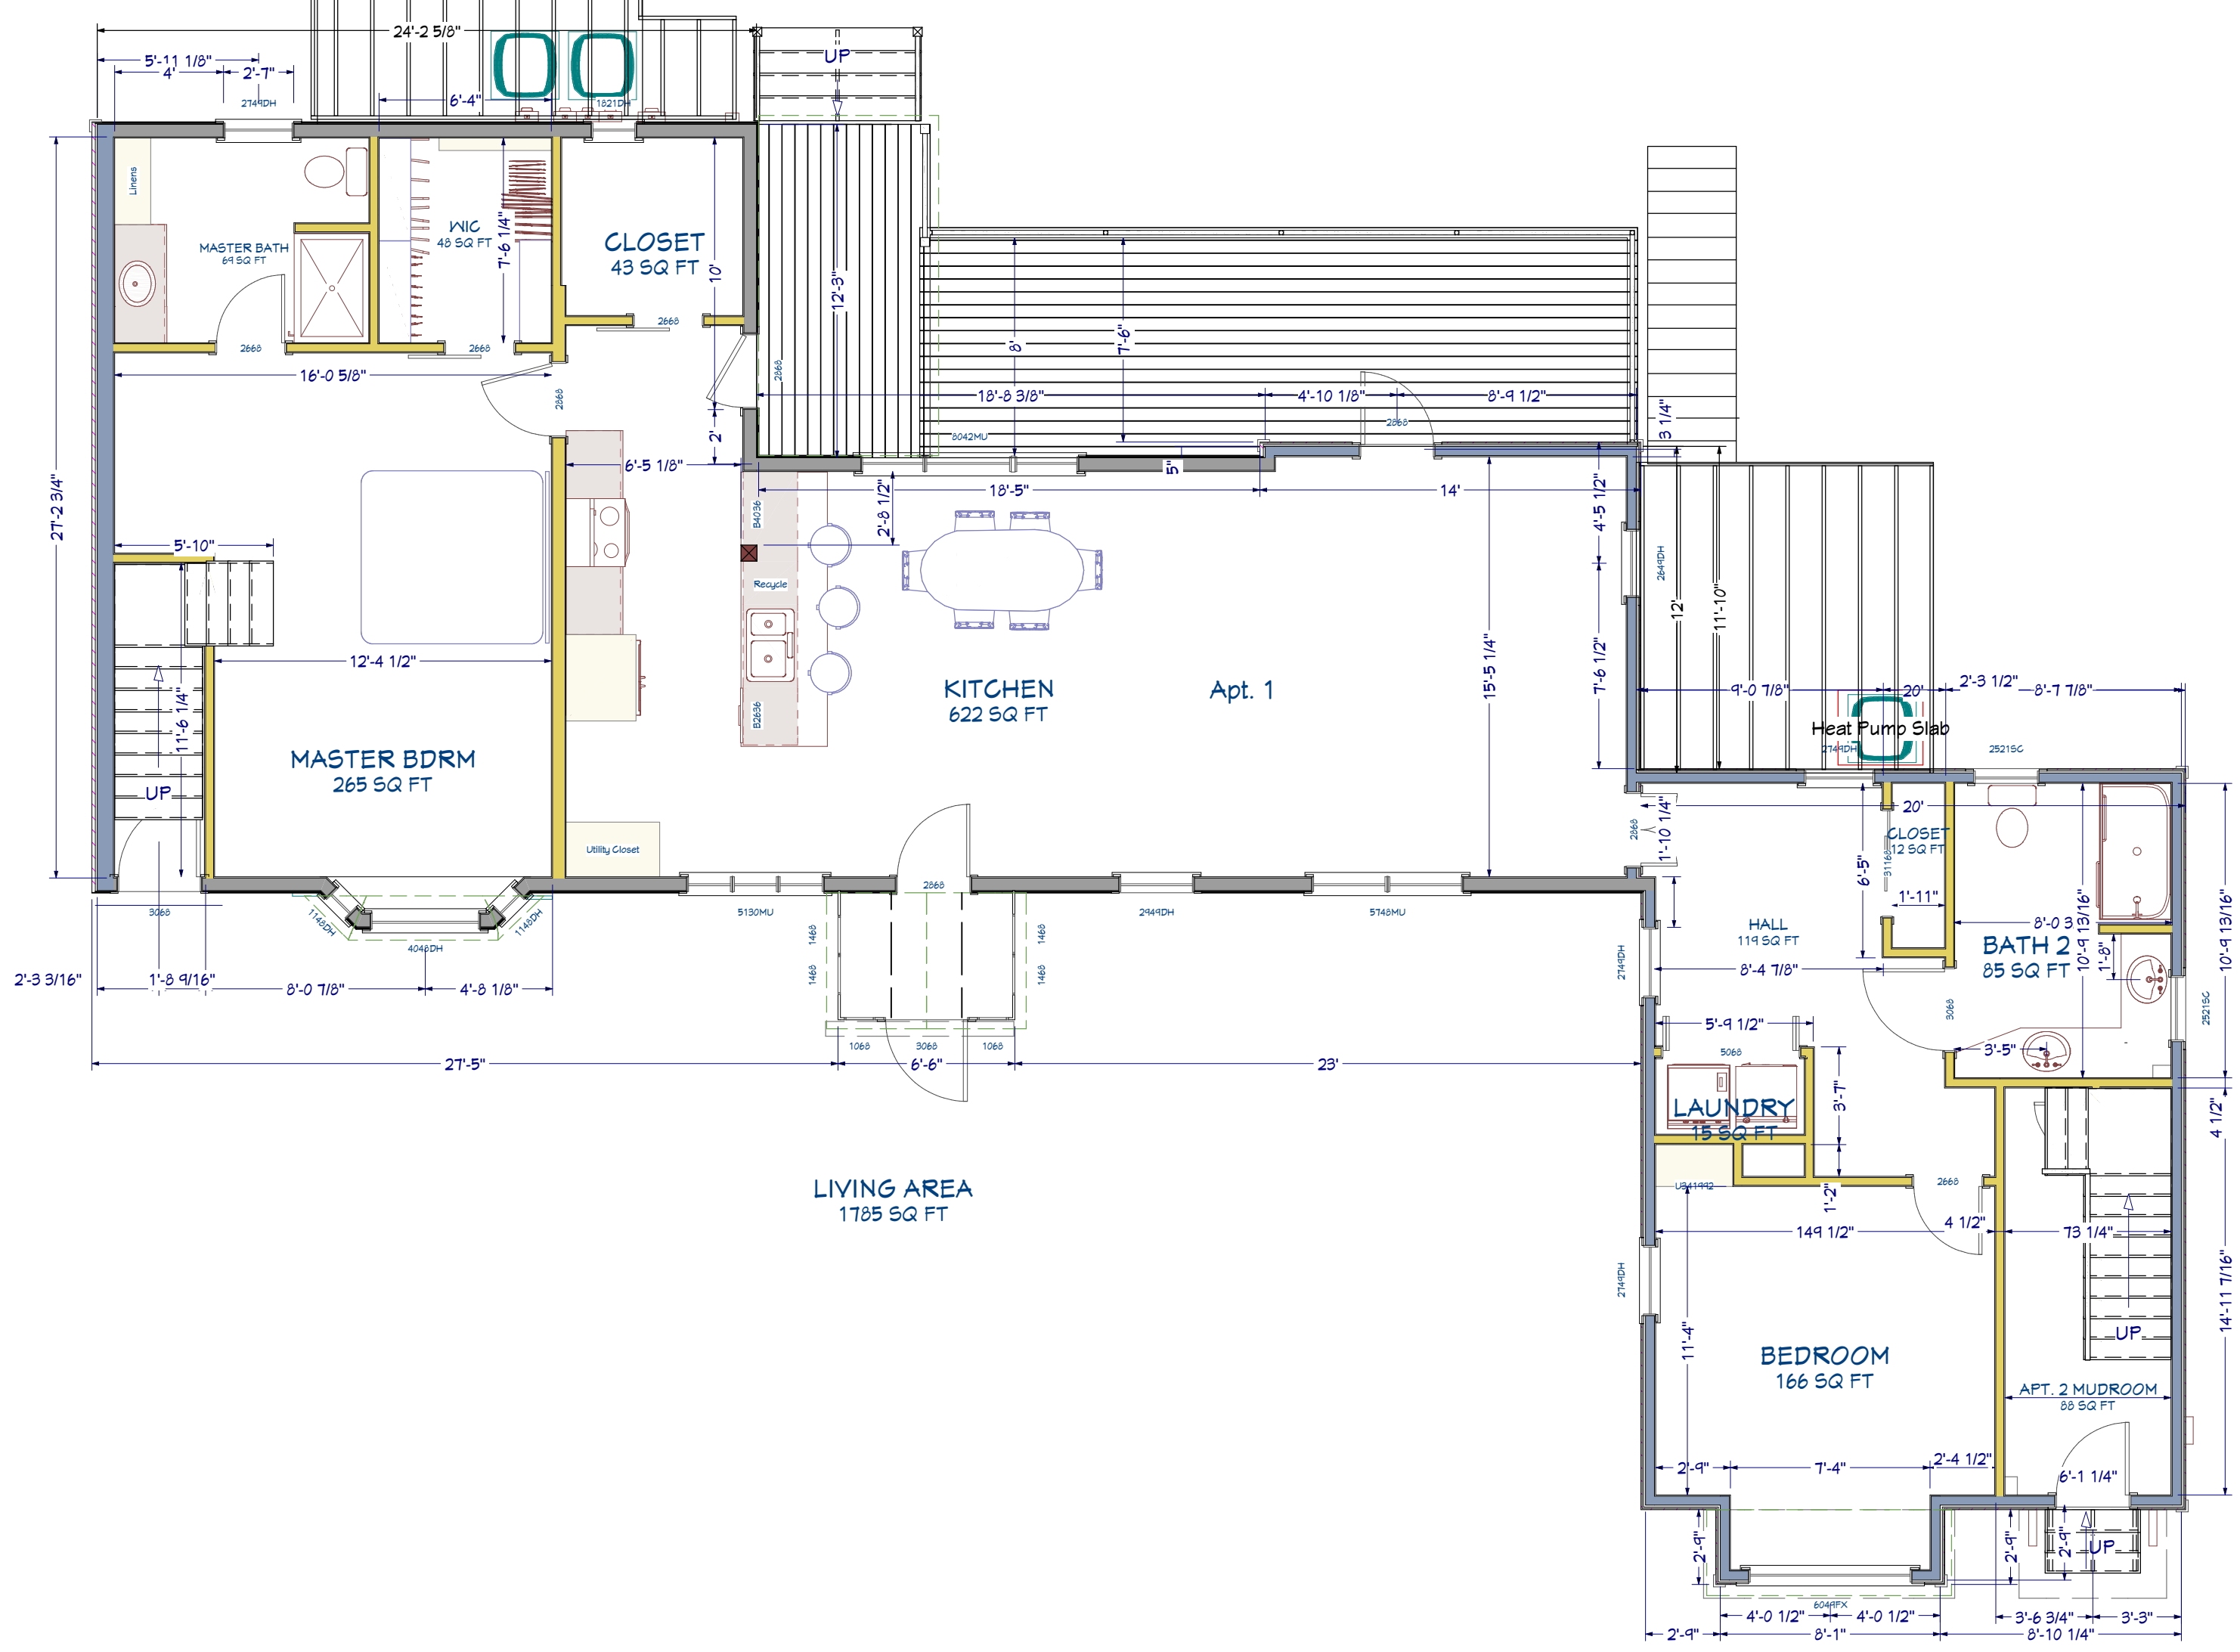 24'-2 5/8"
UP
5'-11 1/8"
4'
2'-7"
2749DH
6'-4"
1821DH
Linens
MASTER BATH
69 SQ FT
WIC
48 SQ FT
7'-6 1/4"
CLOSET
43 SQ FT
10'
12'-3"
8'
7'-6"
2668
2668
2668
16'-0 5/8"
2868
2868
2'
18'-8 3/8"
4'-10 1/8"
8'-9 1/2"
2868
3 1/4"
8042MU
6'-5 1/8"
5"
18'-5"
14'
27'-2 3/4"
B4036
2'-8 1/2"
4'-5 1/2"
2649DH
5'-10"
Recycle
12'
11'-10"
12'-4 1/2"
15'-5 1/4"
7'-6 1/2"
KITCHEN
622 SQ FT
Apt. 1
B2636
9'-0 7/8"
20'
2'-3 1/2"
8'-7 7/8"
Heat Pump Slab
2749DH
2521SC
11'-6 1/4"
MASTER BDRM
265 SQ FT
UP
20'
1'-10 1/4"
2868
CLOSET
12 SQ FT
3116
6'-5"
Utility Closet
1'-11"
3068
1148DH
4048DH
1148DH
5130MU
2868
2949DH
5748MU
1468
1468
1468
1468
HALL
119 SQ FT
8'-0 3
10'-9 13/16"
10'-9 13/16"
BATH 2
85 SQ FT
1'-8"
2749DH
8'-4 7/8"
2'-3 3/16"
1'-8 9/16"
8'-0 7/8"
4'-8 1/8"
3068
2521SC
5'-9 1/2"
5068
3'-5"
1068
3068
1068
27'-5"
6'-6"
23'
LAUNDRY
15 SQ FT
3'-7"
4 1/2"
LIVING AREA
1785 SQ FT
U341992
1'-2"
2668
149 1/2"
4 1/2"
73 1/4"
2749DH
14'-11 7/16"
11'-4"
UP
BEDROOM
166 SQ FT
APT. 2 MUDROOM
88 SQ FT
2'-9"
7'-4"
2'-4 1/2"
6'-1 1/4"
2'-9"
2'-9"
2'-9"
UP
6049FX
4'-0 1/2"
4'-0 1/2"
3'-6 3/4"
3'-3"
2'-9"
8'-1"
8'-10 1/4"